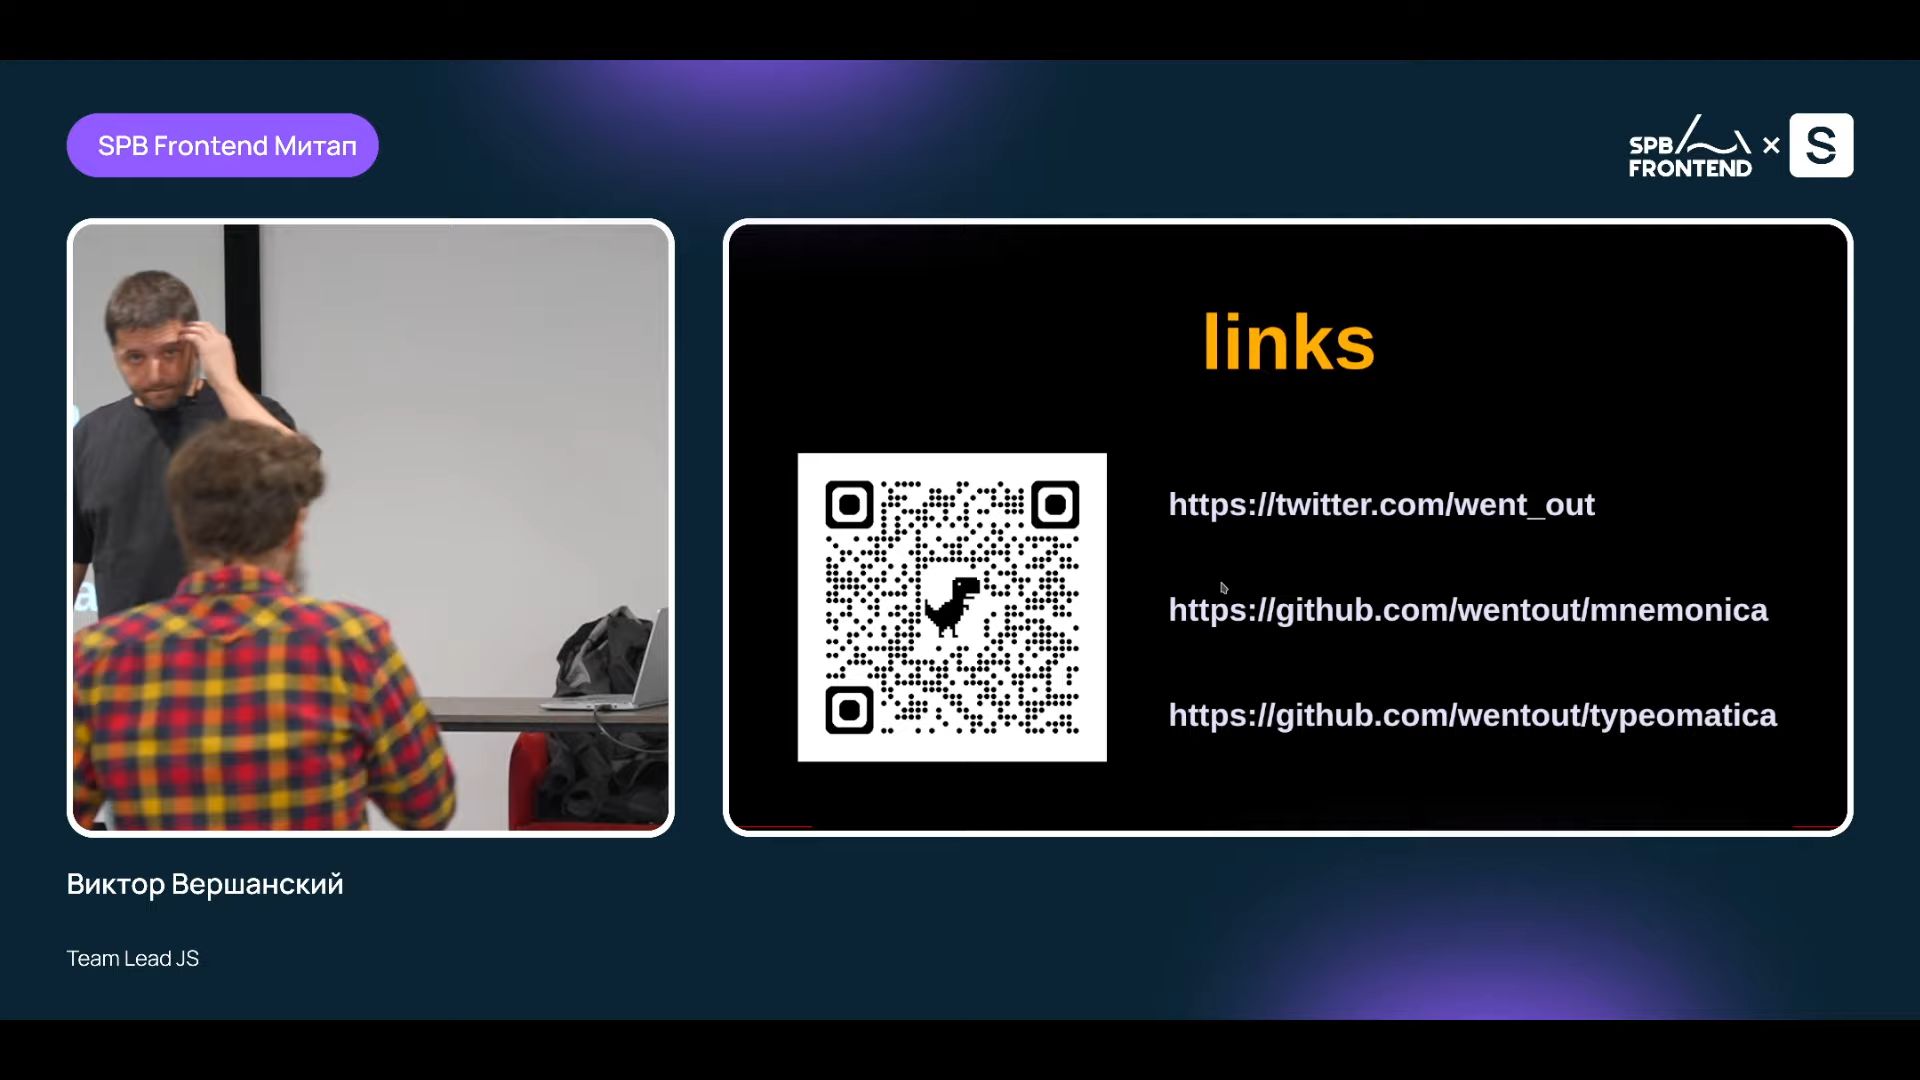 SPB Frontend Митап
SPB
FRONTEND
× S
links
https://twitter.com/went_out
https://github.com/wentout/mnemonica
https://github.com/wentout/typeomatica
a
Виктор Вершанский
Team Lead JS